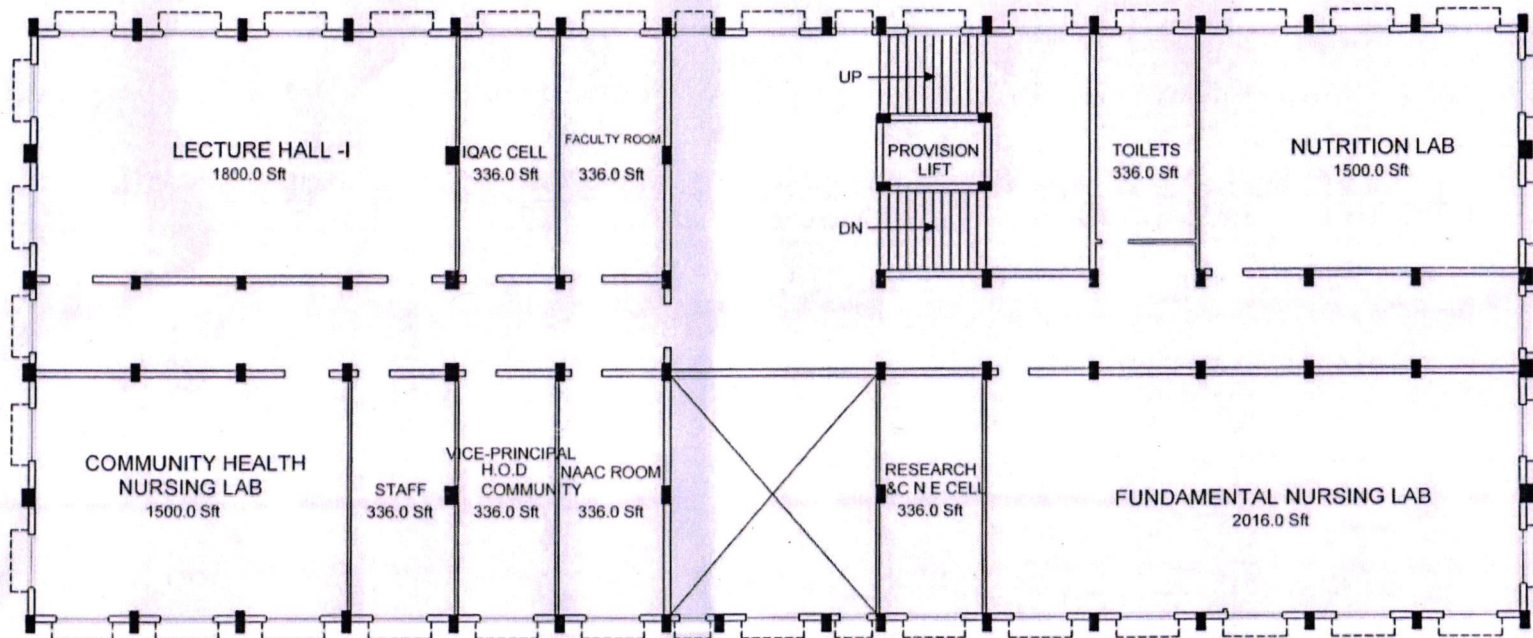 UP
LECTURE HALL -I
1800.0 Sft
IQAC CELL
336.0 Sft
FACULTY ROOM
336.0 Sft
PROVISION
LIFT
TOILETS
336.0 Sft
NUTRITION LAB
1500.0 Sft
DN
COMMUNITY HEALTH
NURSING LAB
1500.0 Sft
STAFF
336.0 Sft
VICE-PRINCIPAL
H.O.D
COMMUNITY
336.0 Sft
NAAC ROOM
336.0 Sft
RESEARCH
&C N E CELL
336.0 Sft
FUNDAMENTAL NURSING LAB
2016.0 Sft